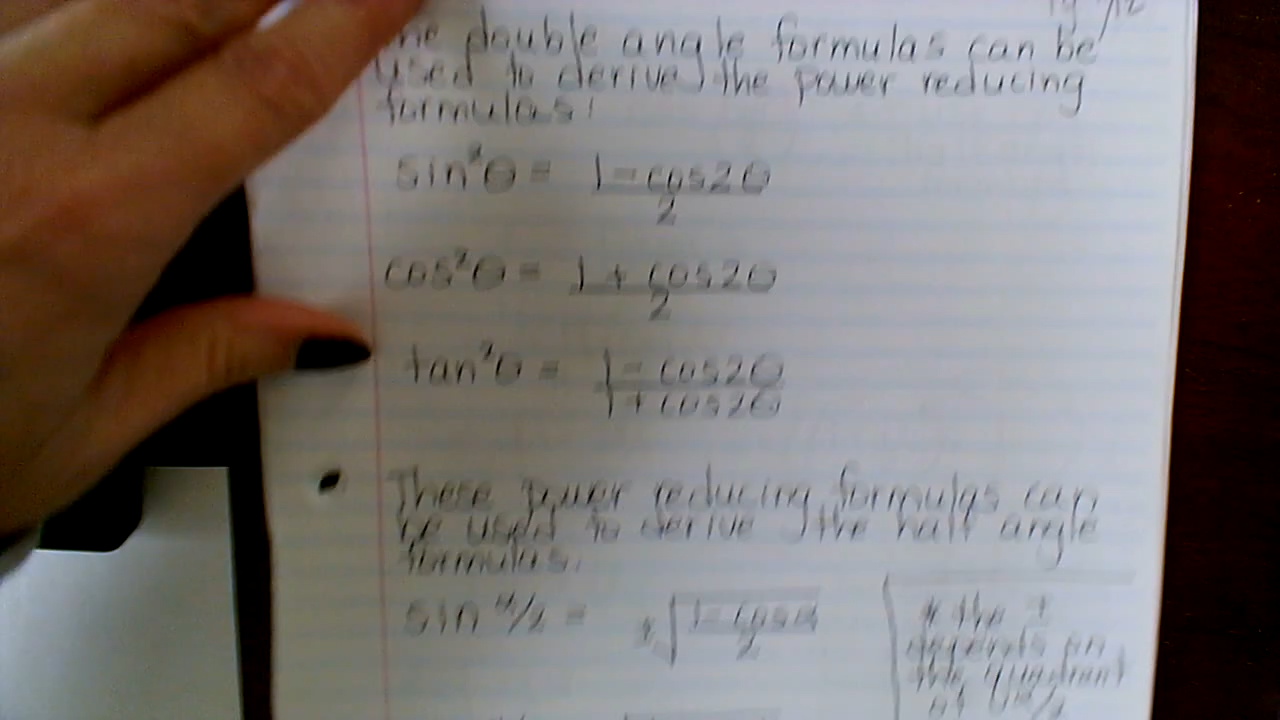 The double angle formulas can be
used to derive the power reducing
formulas:
sin²θ = 1 - cos2θ
2
cos²θ = 1 + cos2θ
2
tan²θ = 1 - cos2θ
1 + cos2θ
These power reducing formulas can
be used to derive the half angle
formulas.
sin u/2 = ±√ 1 - cos u
2
* the ±
depends on
the quadrant
of u/2